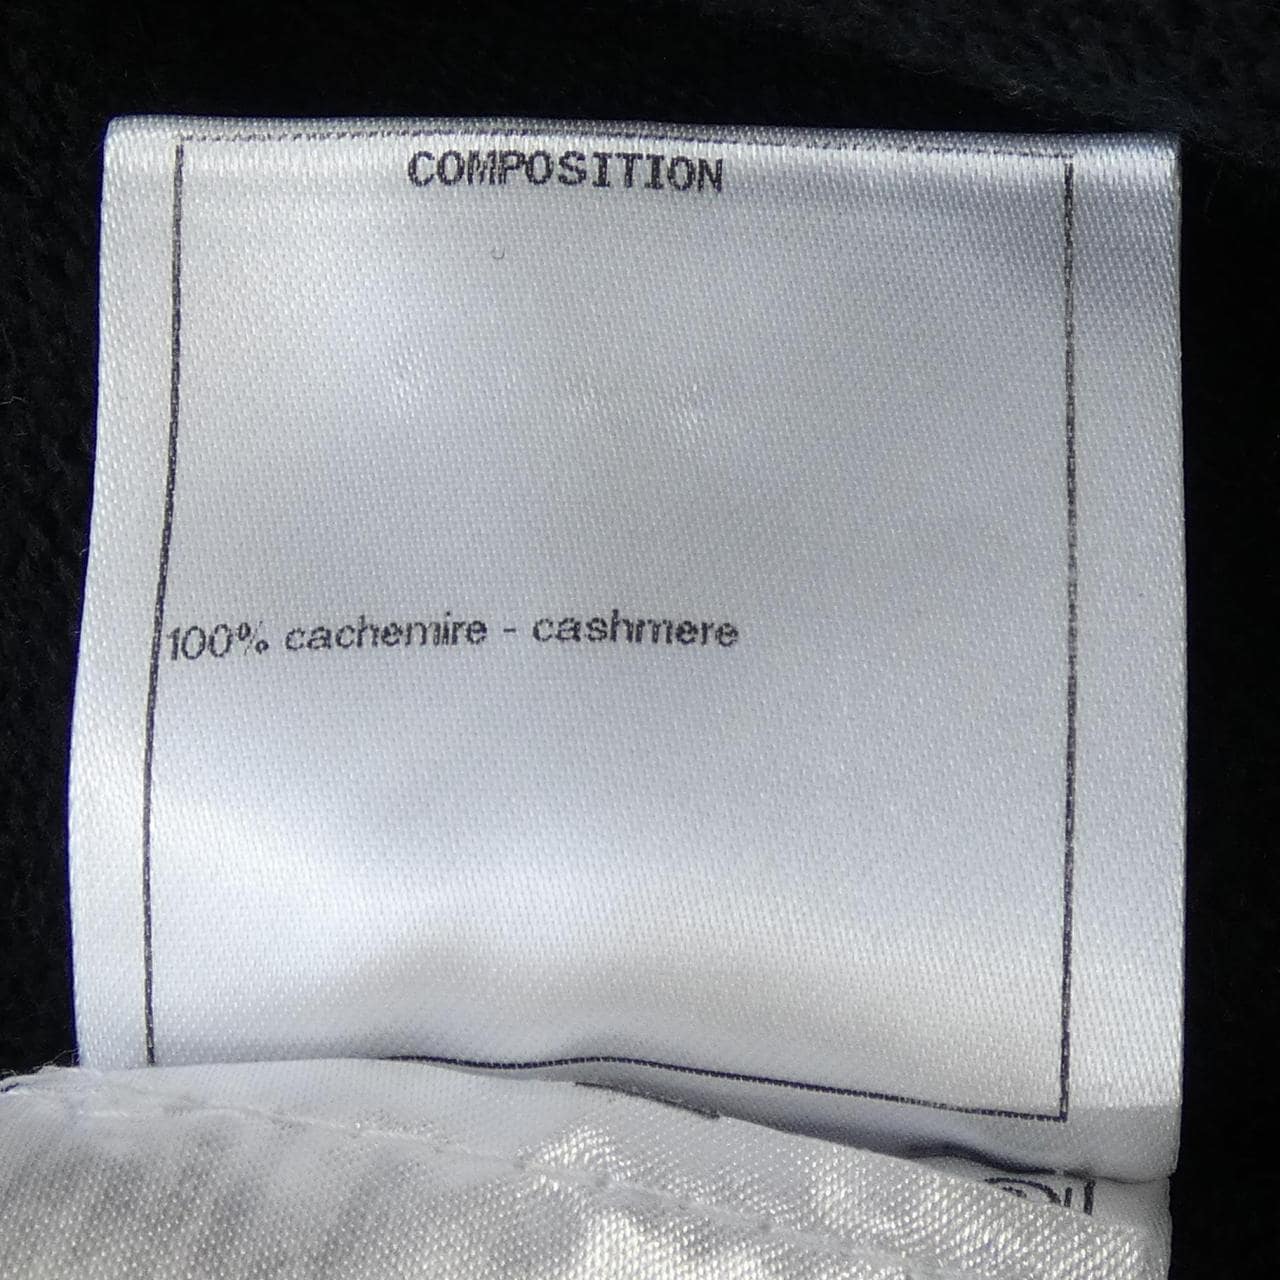 COMPOSITION
100% cachemire - cashmere